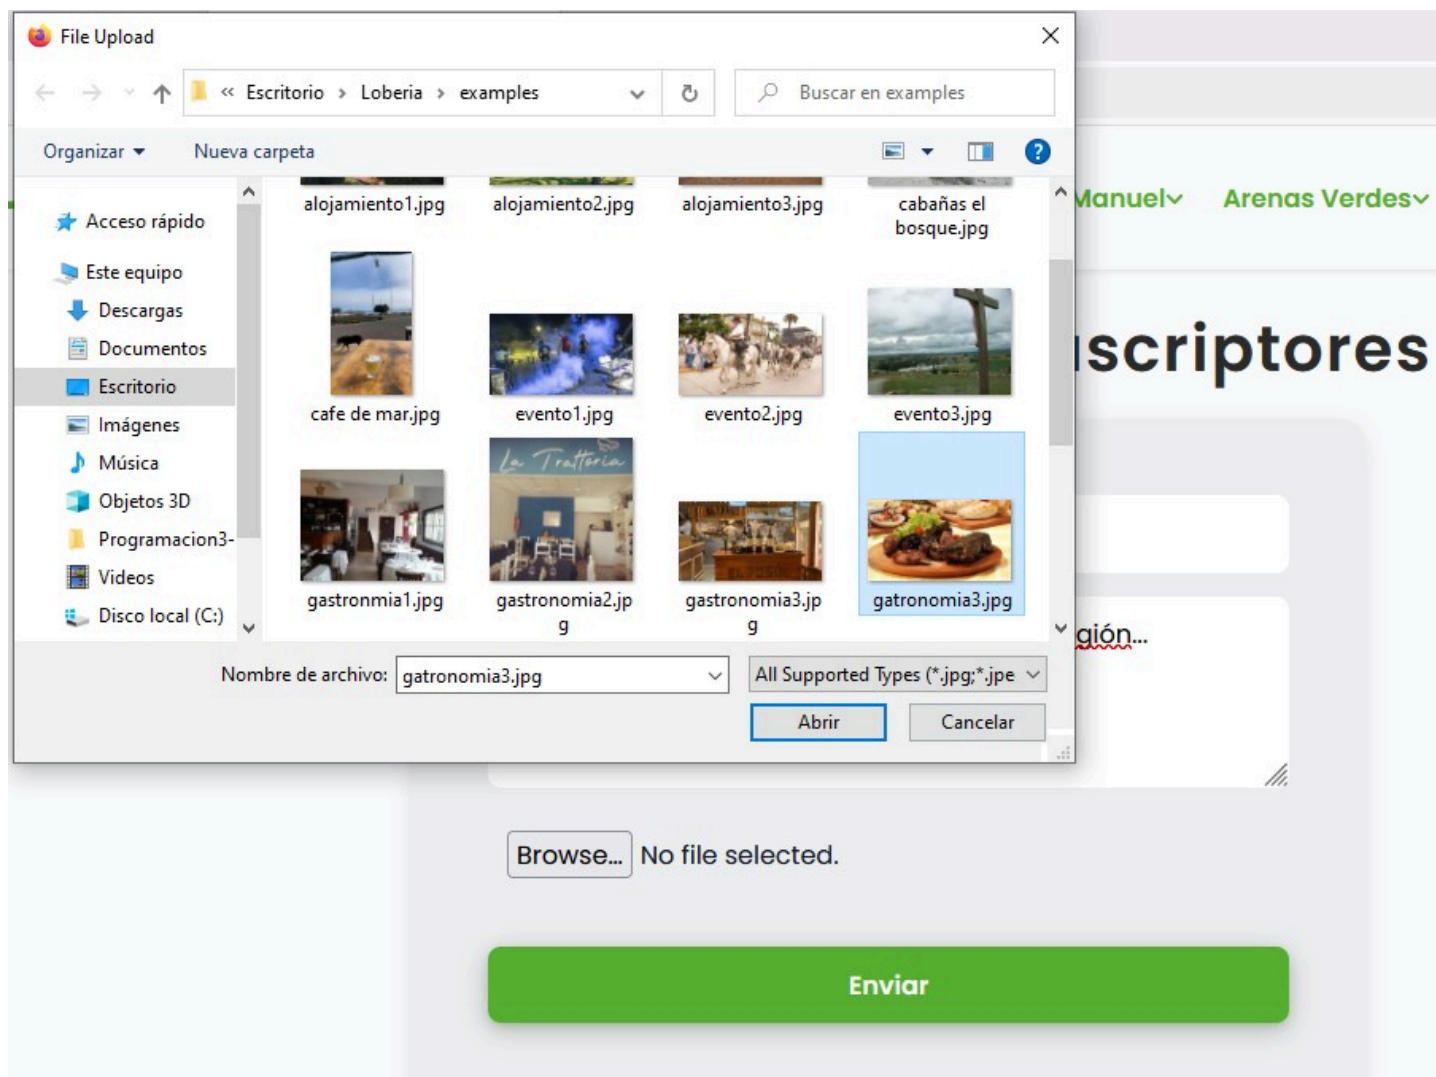 File Upload
« Escritorio › Loberia › examples
Buscar en examples
Organizar
Nueva carpeta
?
Acceso rápido
Este equipo
Descargas
Documentos
Escritorio
Imágenes
Música
Objetos 3D
Programacion3-
Videos
Disco local (C:)
alojamiento1.jpg
alojamiento2.jpg
alojamiento3.jpg
cabañas el
bosque.jpg
cafe de mar.jpg
evento1.jpg
evento2.jpg
evento3.jpg
La Trattoria
gastronmia1.jpg
gastronomia2.jp
g
gastronomia3.jp
g
gatronomia3.jpg
Nombre de archivo: gatronomia3.jpg
All Supported Types (*.jpg;*.jpe
Abrir
Cancelar
Manuel
Arenas Verdes
scriptores
gión...
Browse... No file selected.
Enviar